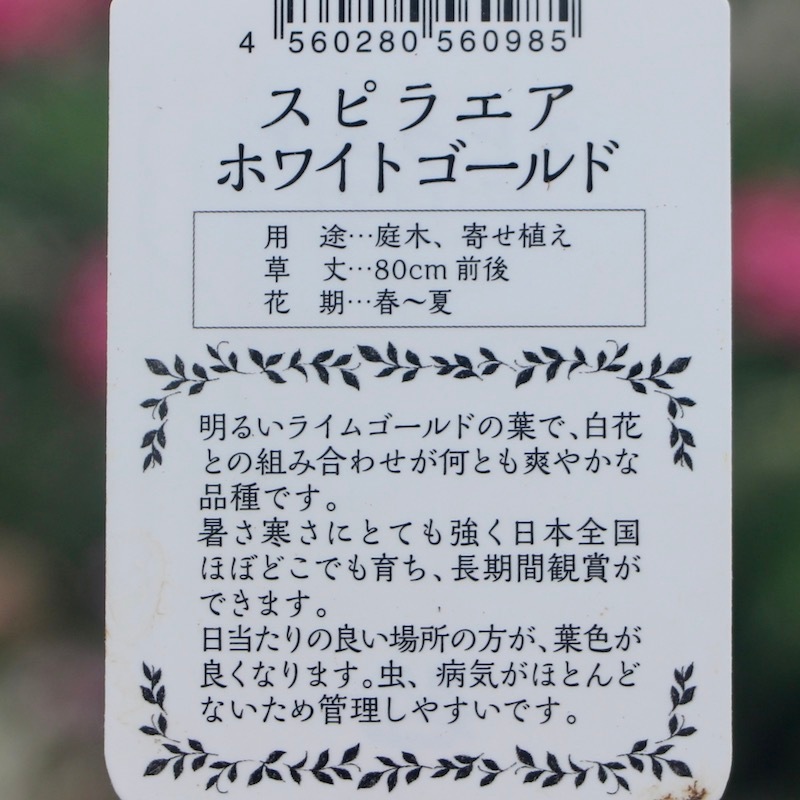 4 560280 560985
スピラエア
ホワイトゴールド
用　途…庭木、寄せ植え
草　丈…80cm前後
花　期…春〜夏
明るいライムゴールドの葉で、白花
との組み合わせが何とも爽やかな
品種です。
暑さ寒さにとても強く日本全国
ほぼどこでも育ち、長期間観賞が
できます。
日当たりの良い場所の方が、葉色が
良くなります。虫、病気がほとんど
ないため管理しやすいです。